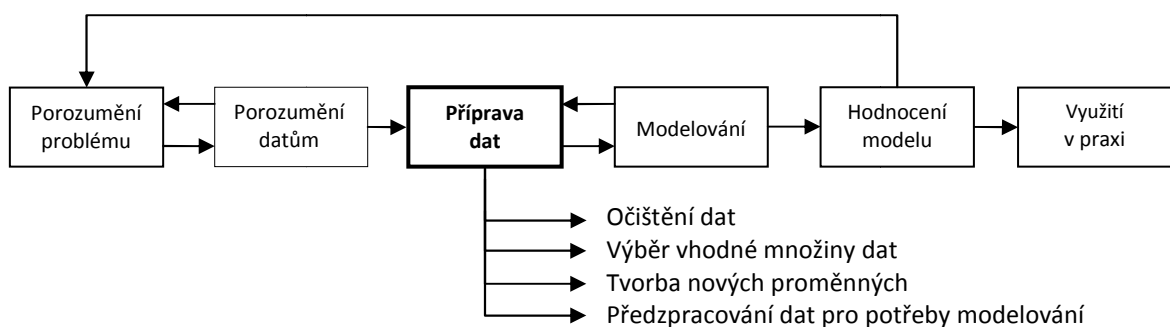 Porozumění
problému
Porozumění
datům
Příprava
dat
Modelování
Hodnocení
modelu
Využití
v praxi
Očištění dat
Výběr vhodné množiny dat
Tvorba nových proměnných
Předzpracování dat pro potřeby modelování